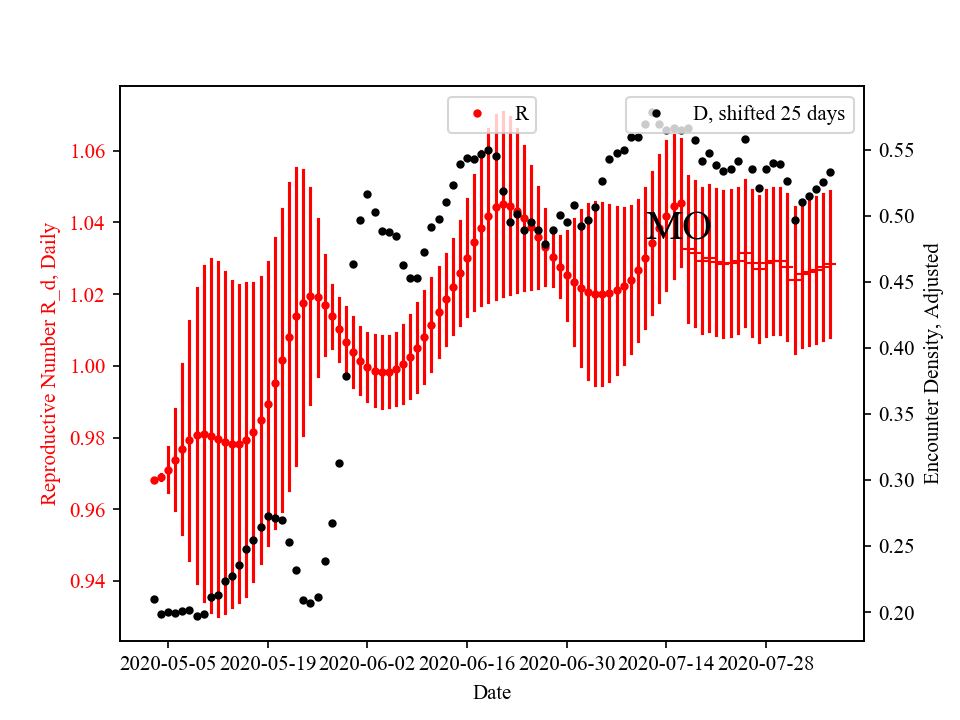 R
D, shifted 25 days
MO
Reproductive Number R_d, Daily
1.06
1.04
1.02
1.00
0.98
0.96
0.94
Encounter Density, Adjusted
0.55
0.50
0.45
0.40
0.35
0.30
0.25
0.20
2020-05-05 2020-05-19 2020-06-02 2020-06-16 2020-06-30 2020-07-14 2020-07-28
Date